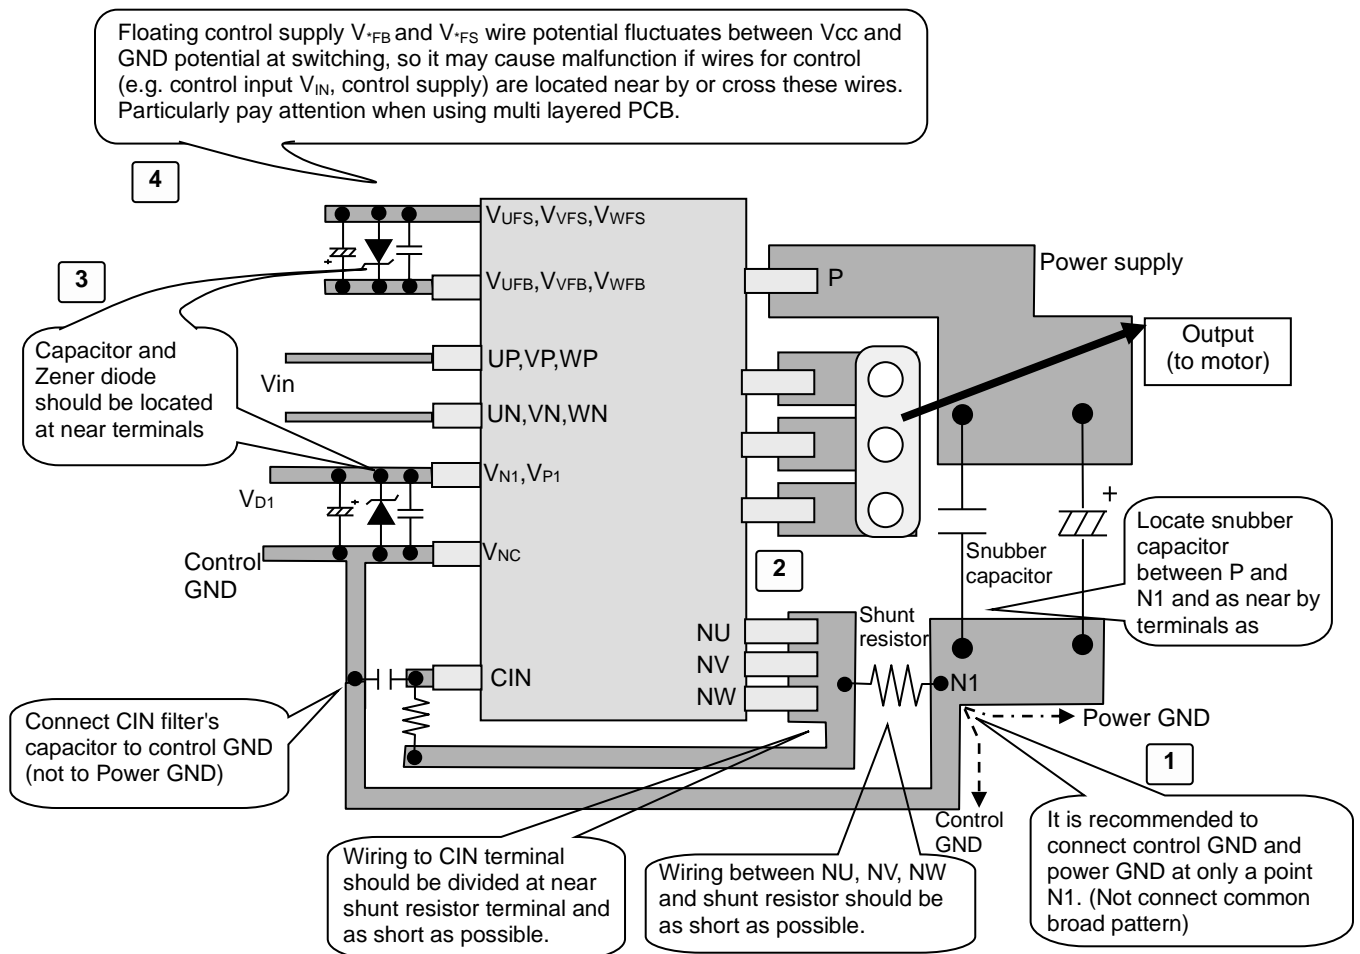 Floating control supply V*FB and V*FS wire potential fluctuates between Vcc and
GND potential at switching, so it may cause malfunction if wires for control
(e.g. control input VIN, control supply) are located near by or cross these wires.
Particularly pay attention when using multi layered PCB.
4
VUFS,VVFS,VWFS
3
+
VUFB,VVFB,VWFB
P
Power supply
Capacitor and
Zener diode
should be located
at near terminals
Vin
UP,VP,WP
UN,VN,WN
Output
(to motor)
VD1
+
VN1,VP1
Control
GND
VNC
2
Snubber
capacitor
+
Locate snubber
capacitor
between P and
N1 and as near by
terminals as
NU
NV
NW
Shunt
resistor
N1
CIN
Connect CIN filter's
capacitor to control GND
(not to Power GND)
Power GND
1
Control
GND
Wiring to CIN terminal
should be divided at near
shunt resistor terminal and
as short as possible.
Wiring between NU, NV, NW
and shunt resistor should be
as short as possible.
It is recommended to
connect control GND and
power GND at only a point
N1. (Not connect common
broad pattern)